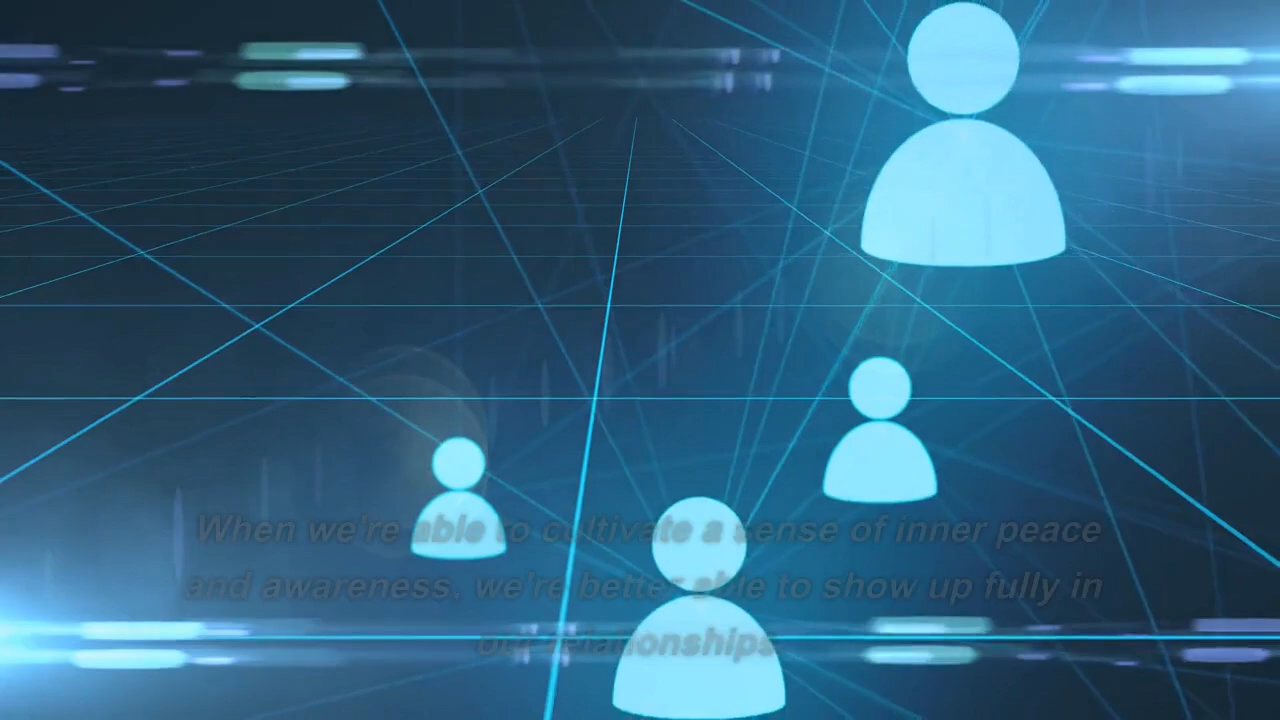 When we're able to cultivate a sense of inner peace
and awareness, we're better able to show up fully in
our relationships